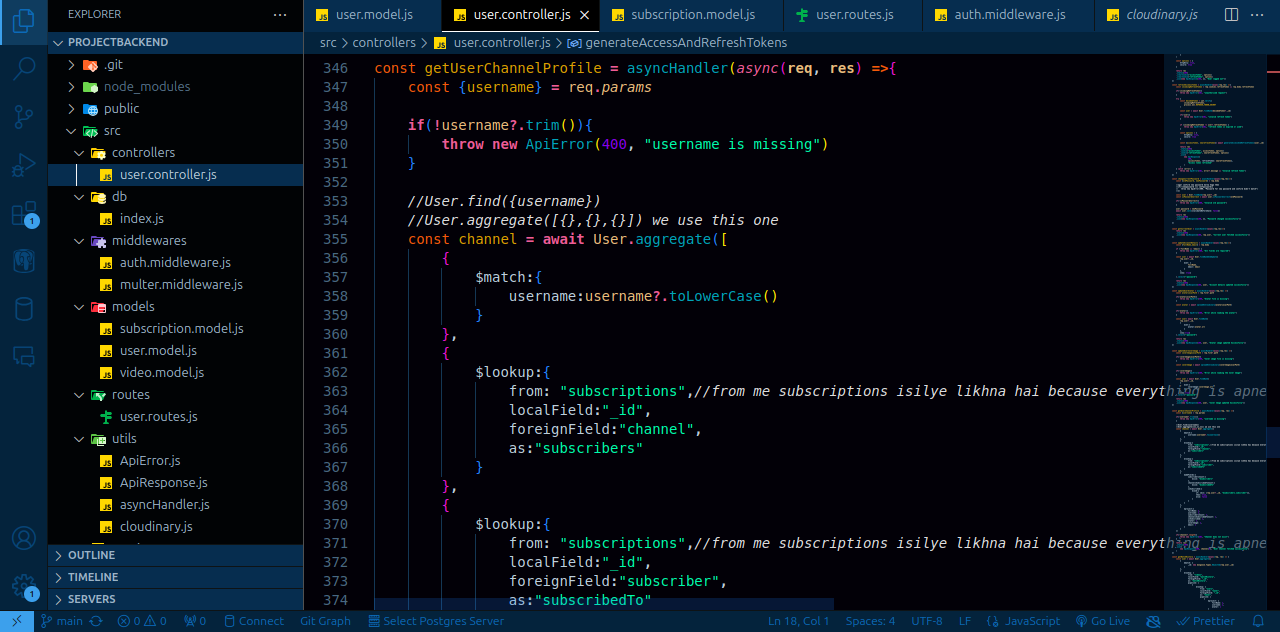 EXPLORER
user.model.js
user.controller.js
subscription.model.js
user.routes.js
auth.middleware.js
cloudinary.js
PROJECTBACKEND
src > controllers > JS user.controller.js > generateAccessAndRefreshTokens
.git
node_modules
public
src
controllers
user.controller.js
db
index.js
middlewares
auth.middleware.js
multer.middleware.js
models
subscription.model.js
user.model.js
video.model.js
routes
user.routes.js
utils
ApiError.js
ApiResponse.js
asyncHandler.js
cloudinary.js
OUTLINE
TIMELINE
SERVERS
346 const getUserChannelProfile = asyncHandler(async(req, res) =>{
347 const {username} = req.params
348
349 if(!username?.trim()){
350 throw new ApiError(400, "username is missing")
351 }
352
353 //User.find({username})
354 //User.aggregate([{},{},{}]) we use this one
355 const channel = await User.aggregate([
356 {
357 $match:{
358 username:username?.toLowerCase()
359 }
360 },
361 {
362 $lookup:{
363 from: "subscriptions",//from me subscriptions isilye likhna hai because everything is apne
364 localField:"_id",
365 foreignField:"channel",
366 as:"subscribers"
367 }
368 },
369 {
370 $lookup:{
371 from: "subscriptions",//from me subscriptions isilye likhna hai because everything is apne
372 localField:"_id",
373 foreignField:"subscriber",
374 as:"subscribedTo"
1
1
main 0 0 0 Connect Git Graph Select Postgres Server Ln 18, Col 1 Spaces: 4 UTF-8 LF {} JavaScript Go Live Prettier